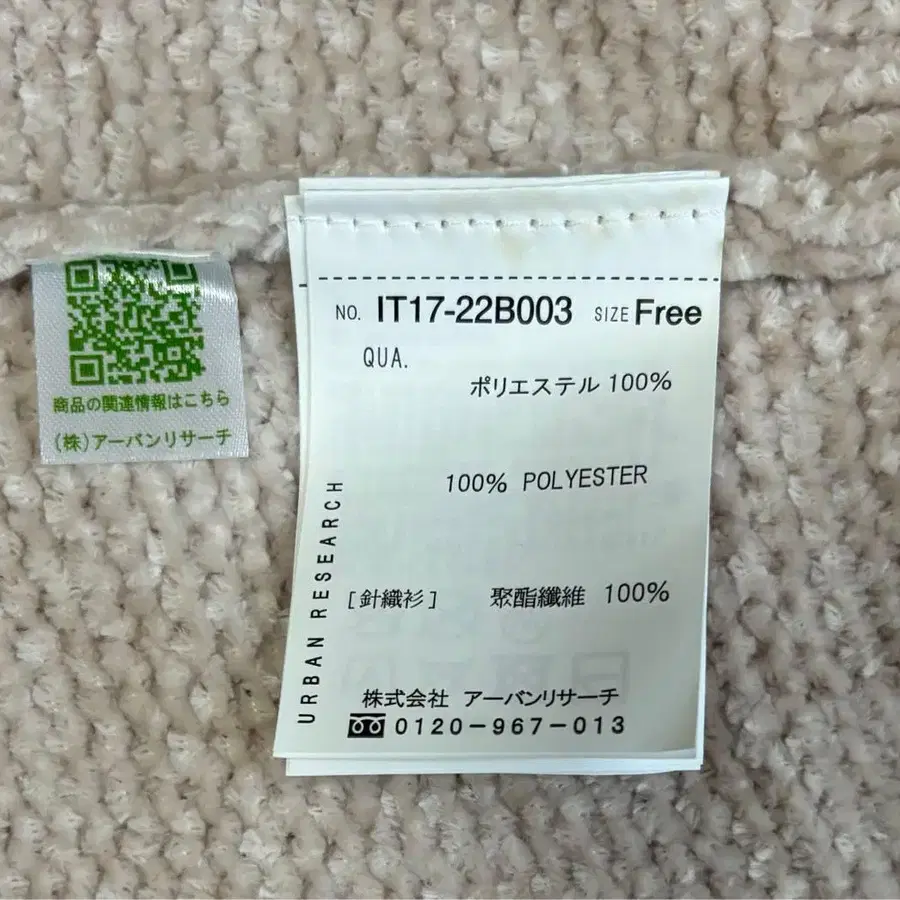 商品の関連情報はこちら
(株)アーバンリサーチ
NO. IT17-22B003 SIZE Free
QUA.
ポリエステル 100%
100% POLYESTER
[針織衫] 聚酯纖維 100%
URBAN RESEARCH
株式会社 アーバンリサーチ
0120-967-013